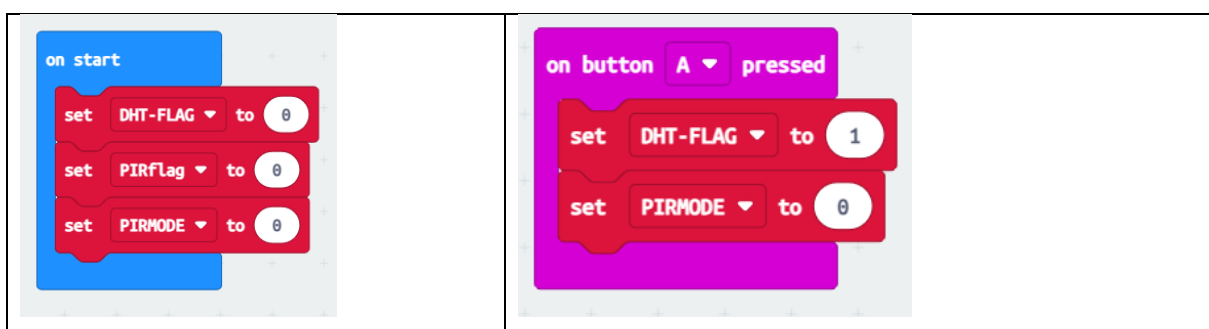 on start
set DHT-FLAG to 0
set PIRflag to 0
set PIRMODE to 0
on button A pressed
set DHT-FLAG to 1
set PIRMODE to 0